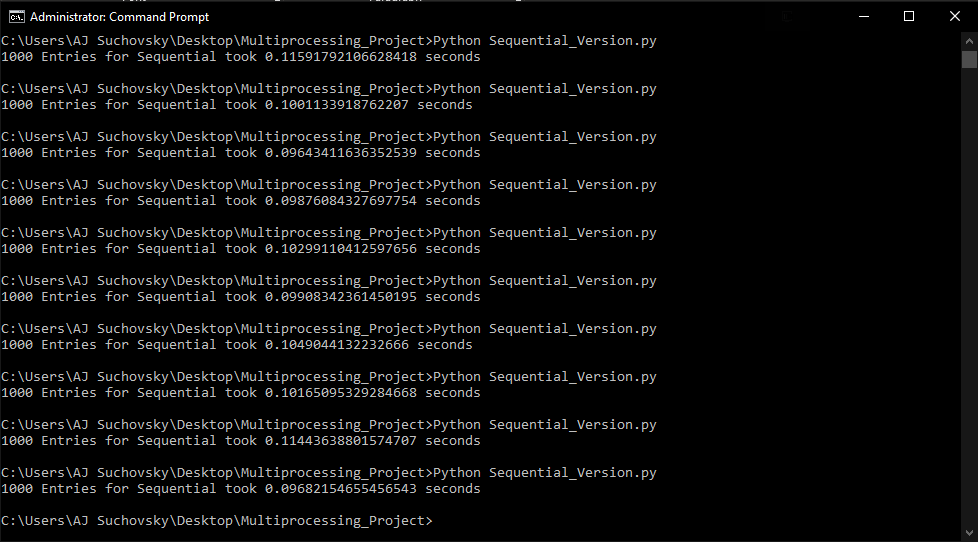 Administrator: Command Prompt
C:\Users\AJ Suchovsky\Desktop\Multiprocessing_Project>Python Sequential_Version.py
1000 Entries for Sequential took 0.11591792106628418 seconds
C:\Users\AJ Suchovsky\Desktop\Multiprocessing_Project>Python Sequential_Version.py
1000 Entries for Sequential took 0.1001133918762207 seconds
C:\Users\AJ Suchovsky\Desktop\Multiprocessing_Project>Python Sequential_Version.py
1000 Entries for Sequential took 0.09643411636352539 seconds
C:\Users\AJ Suchovsky\Desktop\Multiprocessing_Project>Python Sequential_Version.py
1000 Entries for Sequential took 0.09876084327697754 seconds
C:\Users\AJ Suchovsky\Desktop\Multiprocessing_Project>Python Sequential_Version.py
1000 Entries for Sequential took 0.10299110412597656 seconds
C:\Users\AJ Suchovsky\Desktop\Multiprocessing_Project>Python Sequential_Version.py
1000 Entries for Sequential took 0.09908342361450195 seconds
C:\Users\AJ Suchovsky\Desktop\Multiprocessing_Project>Python Sequential_Version.py
1000 Entries for Sequential took 0.1049044132232666 seconds
C:\Users\AJ Suchovsky\Desktop\Multiprocessing_Project>Python Sequential_Version.py
1000 Entries for Sequential took 0.10165095329284668 seconds
C:\Users\AJ Suchovsky\Desktop\Multiprocessing_Project>Python Sequential_Version.py
1000 Entries for Sequential took 0.11443638801574707 seconds
C:\Users\AJ Suchovsky\Desktop\Multiprocessing_Project>Python Sequential_Version.py
1000 Entries for Sequential took 0.09682154655456543 seconds
C:\Users\AJ Suchovsky\Desktop\Multiprocessing_Project>